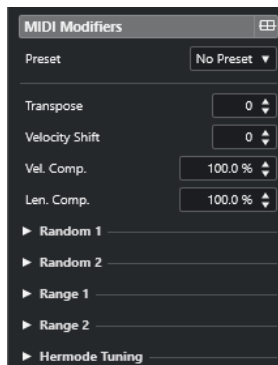 MIDI Modifiers
Preset No Preset
Transpose 0
Velocity Shift 0
Vel. Comp. 100.0 %
Len. Comp. 100.0 %
Random 1
Random 2
Range 1
Range 2
Hermode Tuning